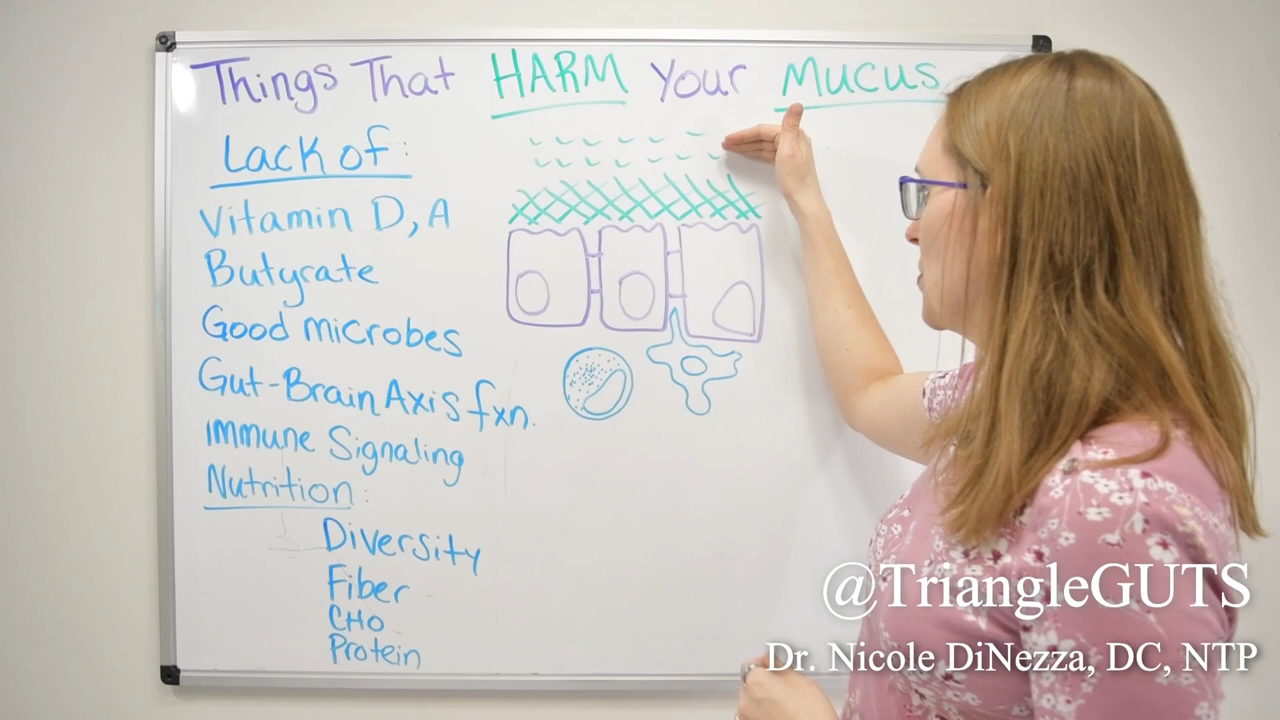 Things That HARM Your Mucus
Lack of:
Vitamin D, A
Butyrate
Good microbes
Gut-Brain Axis fxn.
Immune Signaling
Nutrition:
Diversity
Fiber
CHO
Protein
@TriangleGUTS
Dr. Nicole DiNezza, DC, NTP